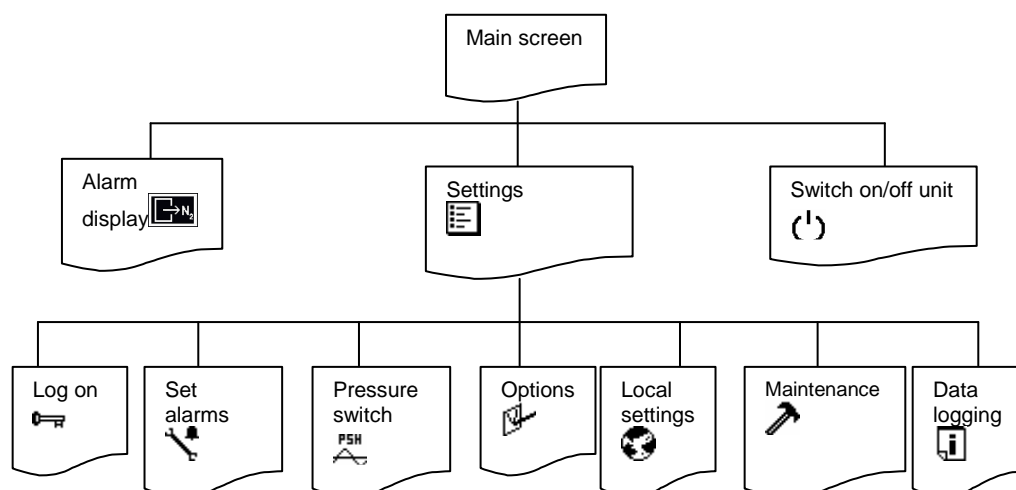 Main screen
Alarm
display
→N₂
Settings
Switch on/off unit
Log on
Set
alarms
Pressure
switch
PSH
Options
Local
settings
Maintenance
Data
logging
i